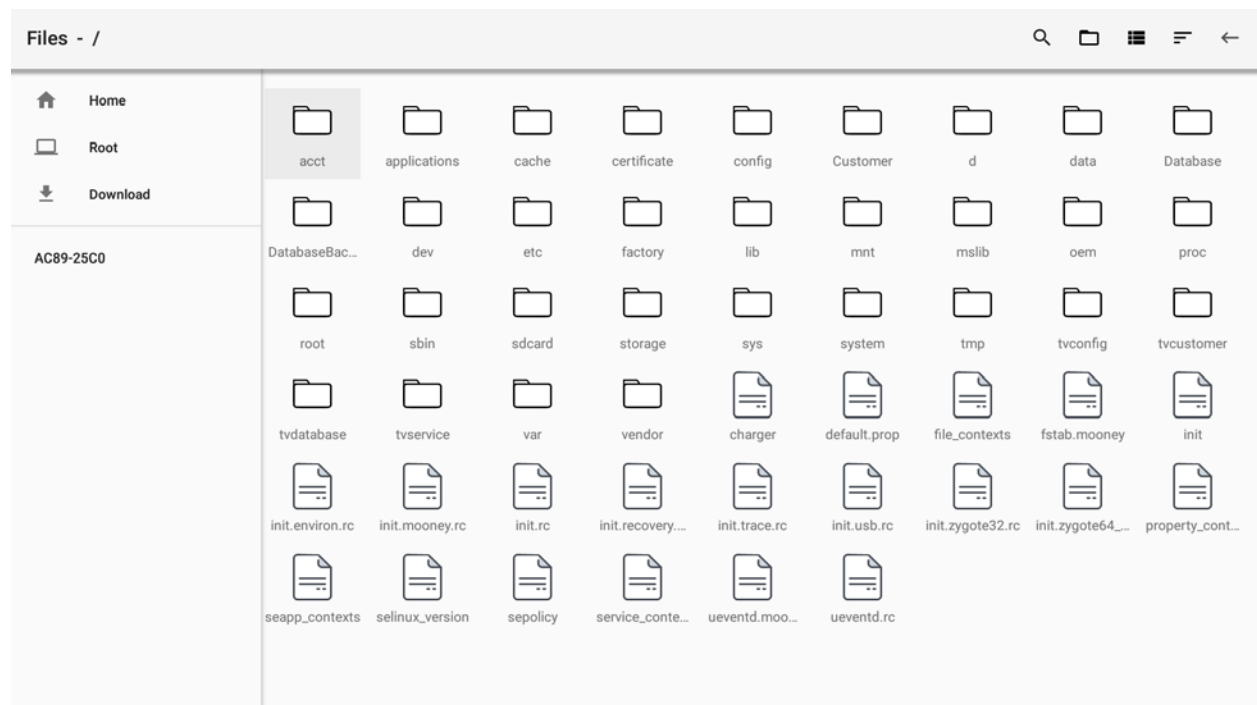 Files - /
Home
Root
Download
AC89-25C0
acct applications cache certificate config Customer d data Database
DatabaseBac... dev etc factory lib mnt mslib oem proc
root sbin sdcard storage sys system tmp tvconfig tvcustomer
tvdatabase tvservice var vendor charger default.prop file_contexts fstab.mooney init
init.environ.rc init.mooney.rc init.rc init.recovery.... init.trace.rc init.usb.rc init.zygote32.rc init.zygote64_... property_cont...
seapp_contexts selinux_version sepolicy service_conte... ueventd.moo... ueventd.rc